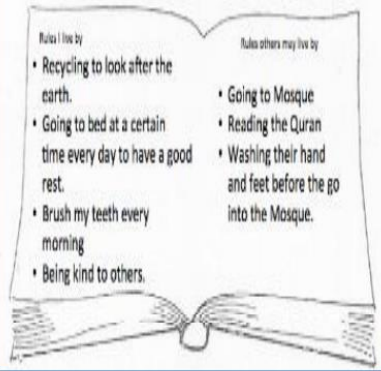 Rules I live by
• Recycling to look after the
earth.
• Going to bed at a certain
time every day to have a good
rest.
• Brush my teeth every
morning
• Being kind to others.
Rules others may live by
• Going to Mosque
• Reading the Quran
• Washing their hand
and feet before the go
into the Mosque.